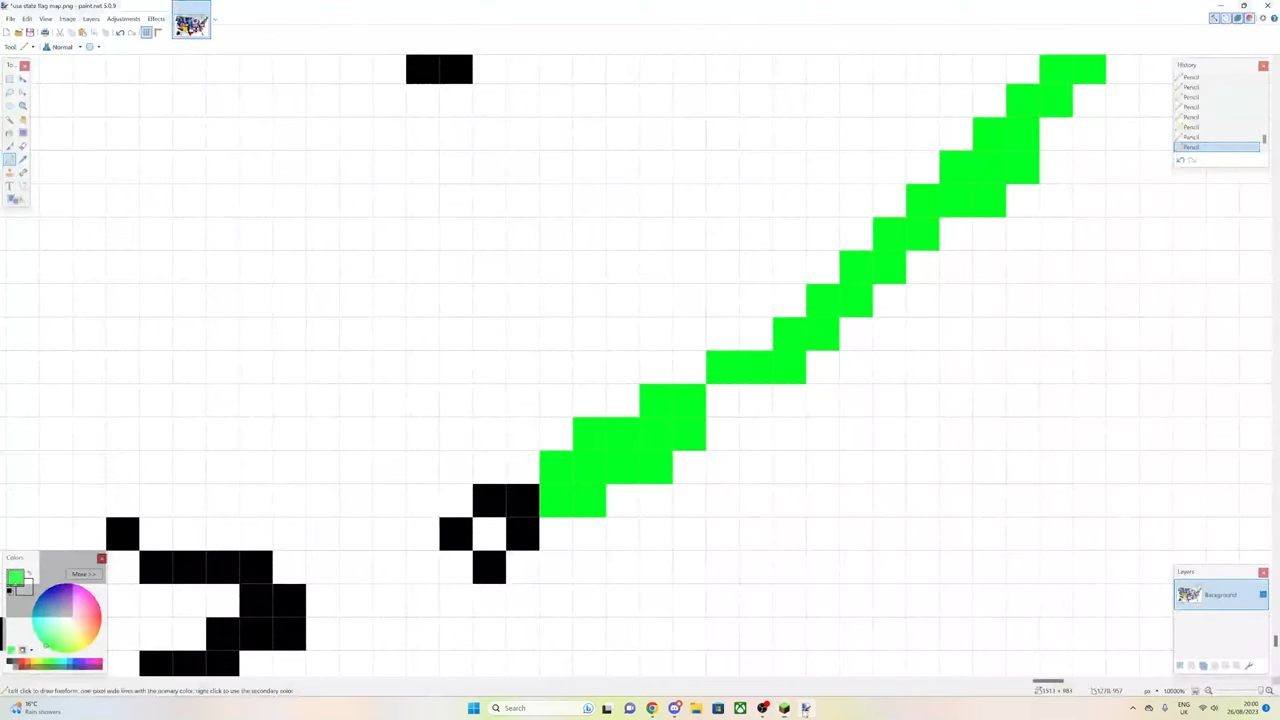 *usa state flag map.png - paint.net 5.0.9
File Edit View Image Layers Adjustments Effects
Tool:
Normal
To...
History
Pencil
Pencil
Pencil
Pencil
Pencil
Pencil
Pencil
Pencil
Colors
More >>
Layers
Background
Left click to draw freeform, one-pixel wide lines with the primary color; right click to use the secondary color.
px
16°C
Rain showers
Search
ENG
UK
20:00
26/08/2023